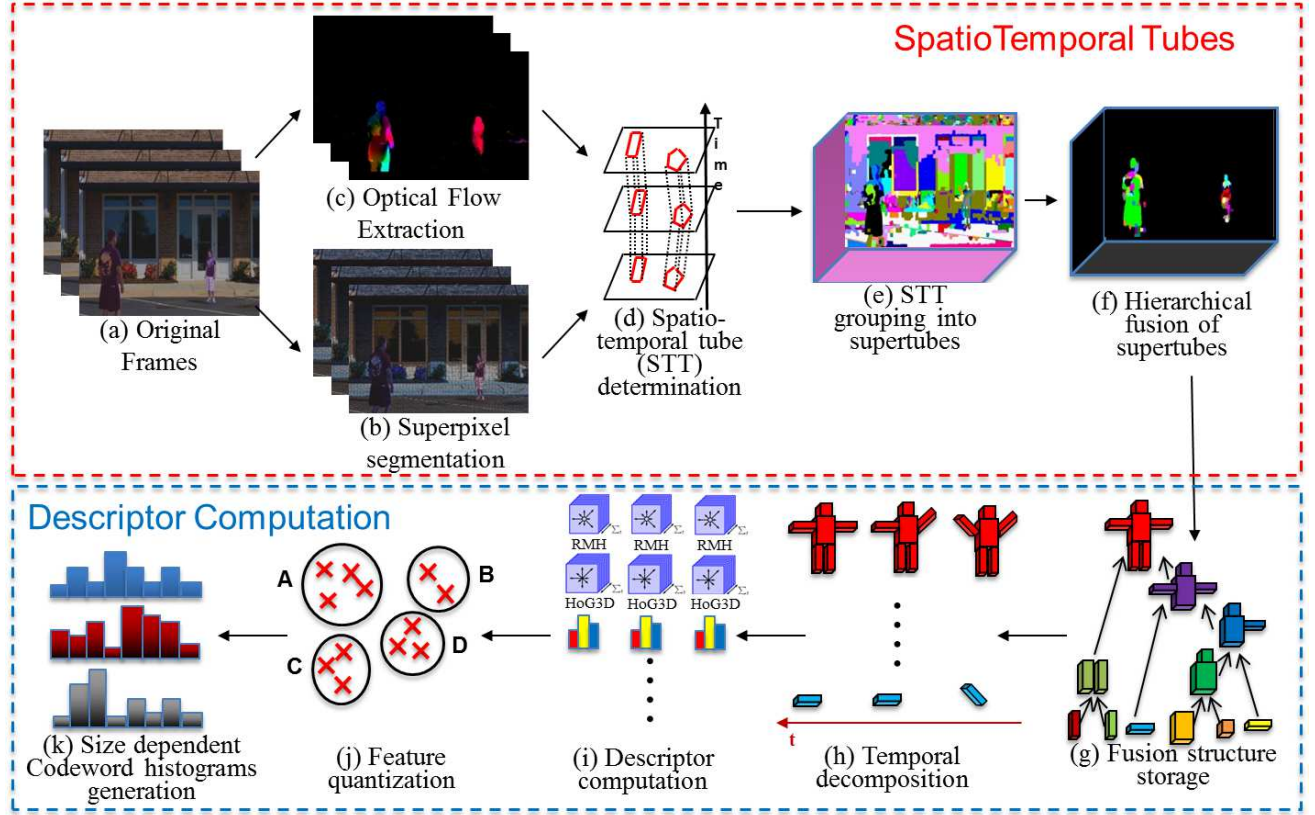 SpatioTemporal Tubes
(a) Original
Frames
(c) Optical Flow
Extraction
(b) Superpixel
segmentation
Time
(d) Spatio-
temporal tube
(STT)
determination
(e) STT
grouping into
supertubes
(f) Hierarchical
fusion of
supertubes
Descriptor Computation
(k) Size dependent
Codeword histograms
generation
A
B
C
D
(j) Feature
quantization
RMH RMH RMH
HoG3D HoG3D HoG3D
(i) Descriptor
computation
t
(h) Temporal
decomposition
(g) Fusion structure
storage